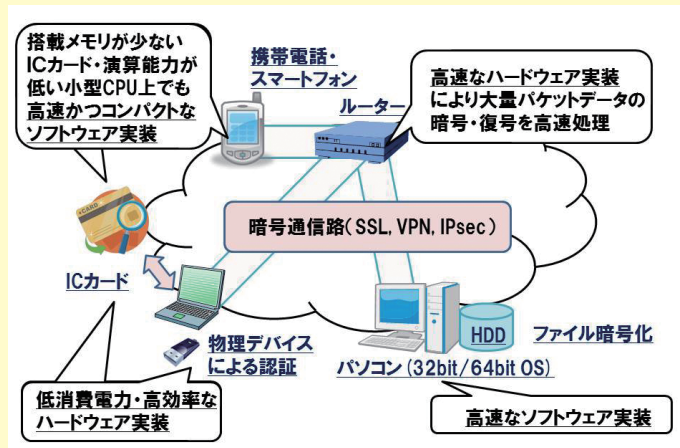 搭載メモリが少ない
ICカード・演算能力が
低い小型CPU上でも
高速かつコンパクトな
ソフトウェア実装
携帯電話・
スマートフォン
ルーター
高速なハードウェア実装
により大量パケットデータの
暗号・復号を高速処理
CARD
暗号通信路(SSL, VPN, IPsec)
ICカード
物理デバイス
による認証
HDD
ファイル暗号化
パソコン (32bit/64bit OS)
低消費電力・高効率な
ハードウェア実装
高速なソフトウェア実装